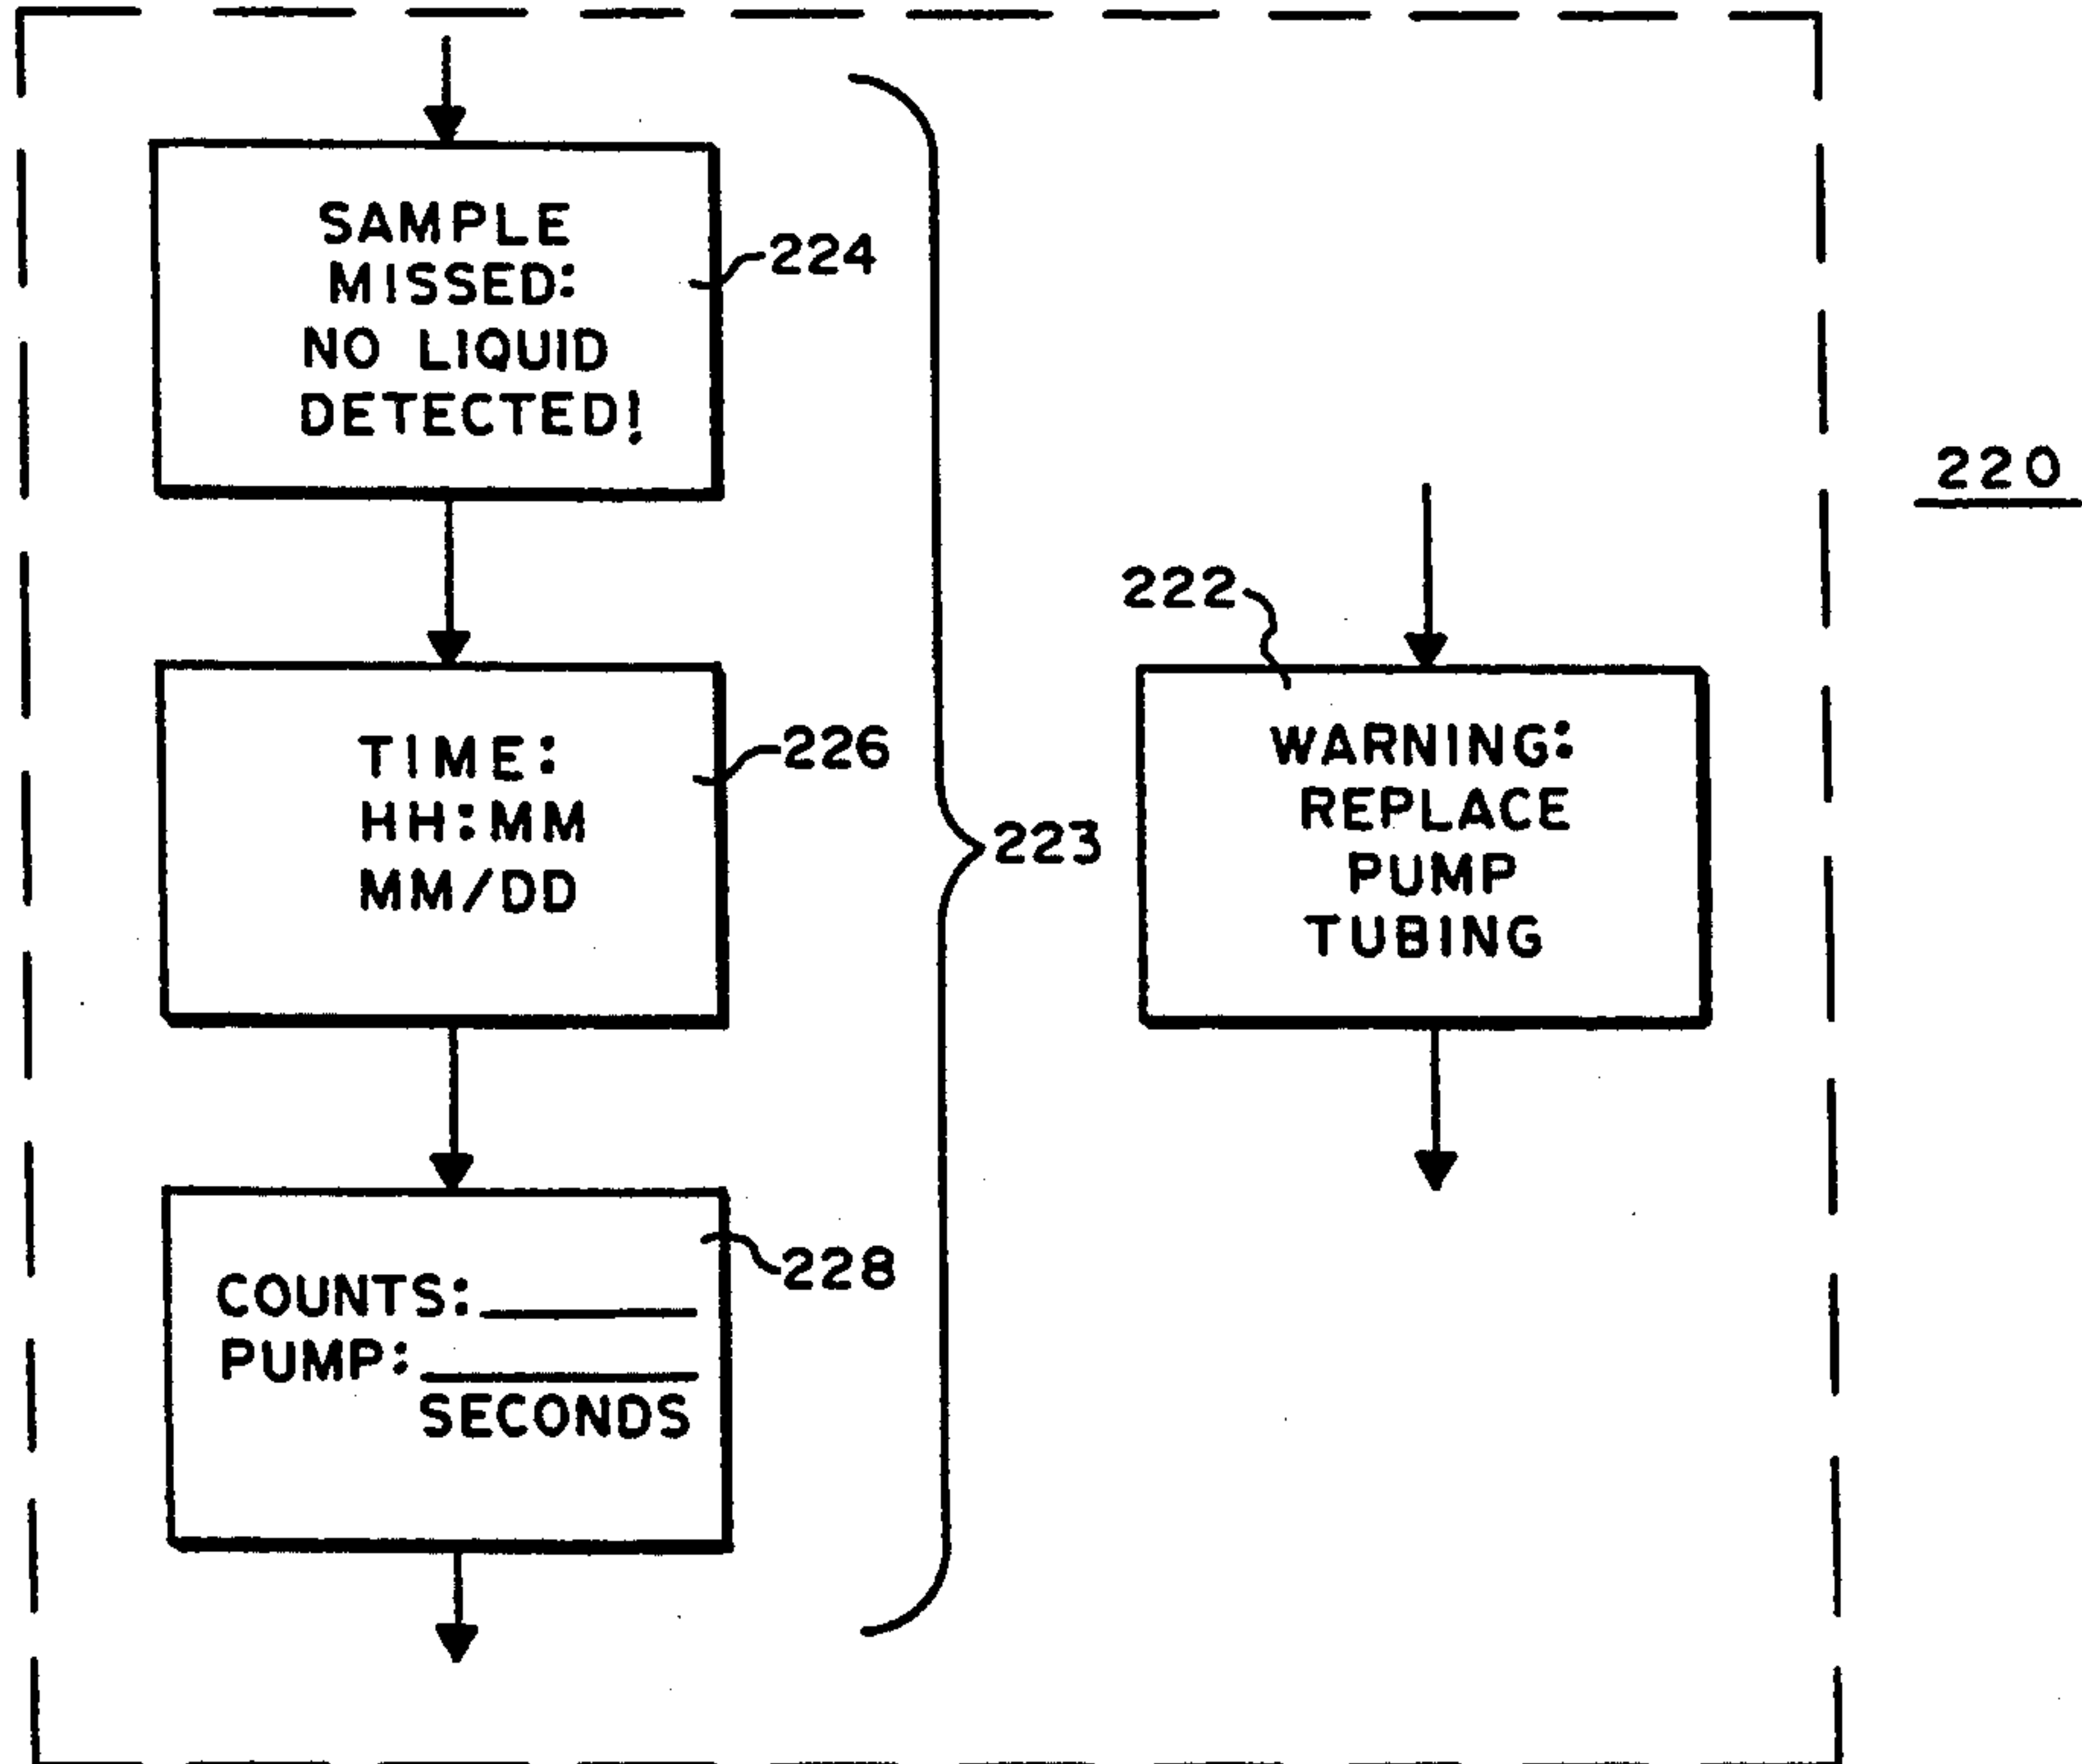 SAMPLE
MISSED:
NO LIQUID
DETECTED!
224
TIME:
HH:MM
MM/DD
226
COUNTS:
PUMP:
SECONDS
228
223
222
WARNING:
REPLACE
PUMP
TUBING
220